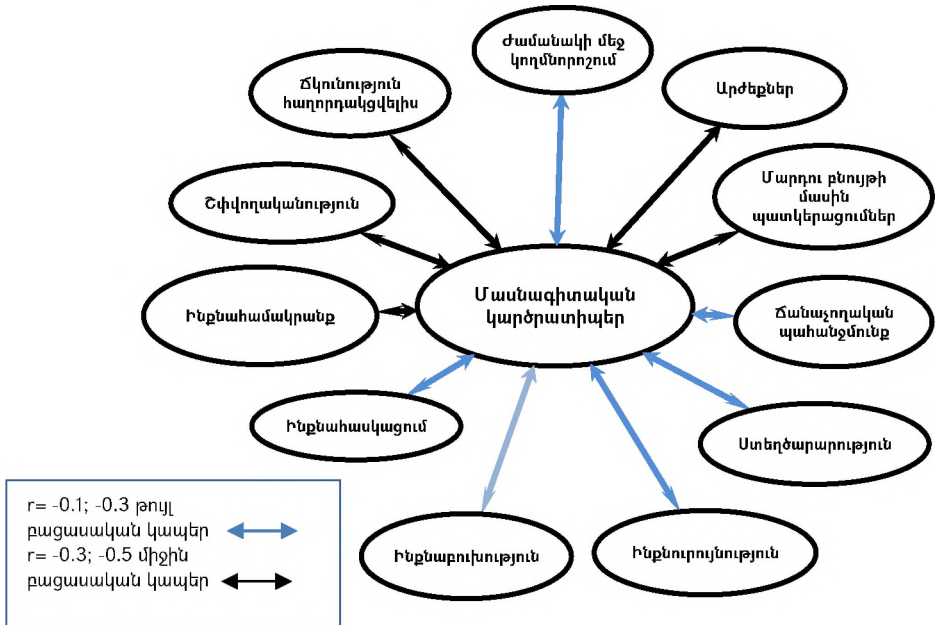 Ժամանակի մեջ
կողմնորոշում
Ճկունություն
հաղորդակցվելիս
Արժեքներ
Շփվողականություն
Մարդու բնույթի
մասին
պատկերացումներ
Մասնագիտական
կարծրատիպեր
Ինքնահամակրանք
Ճանաչողական
պահանջմունք
Ինքնահասկացում
Ստեղծարարություն
Ինքնաբուխություն
Ինքնուրույնություն
r= -0.1; -0.3 թույլ
բացասական կապեր
r= -0.3; -0.5 միջին
բացասական կապեր